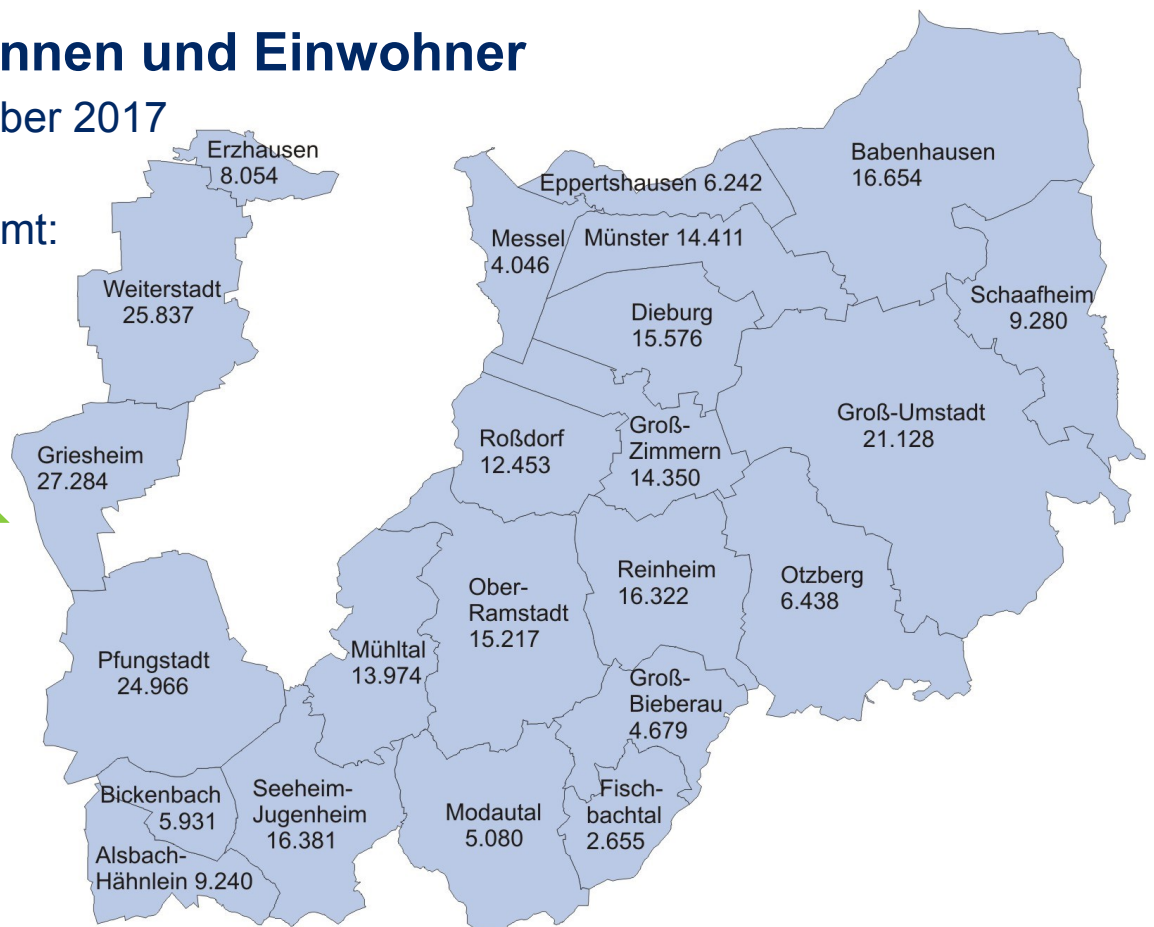 nnen und Einwohner
ber 2017
mt:
Erzhausen
8.054
Weiterstadt
25.837
Griesheim
27.284
Pfungstadt
24.966
Bickenbach
5.931
Alsbach-
Hähnlein 9.240
Seeheim-
Jugenheim
16.381
Mühltal
13.974
Modautal
5.080
Ober-
Ramstadt
15.217
Roßdorf
12.453
Messel
4.046
Eppertshausen 6.242
Münster 14.411
Dieburg
15.576
Groß-
Zimmern
14.350
Reinheim
16.322
Groß-
Bieberau
4.679
Fisch-
bachtal
2.655
Otzberg
6.438
Groß-Umstadt
21.128
Babenhausen
16.654
Schaafheim
9.280